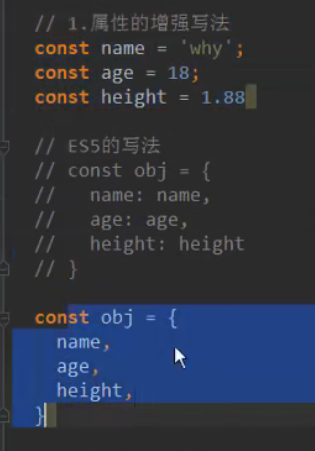 // 1.属性的增强写法
const name = 'why';
const age = 18;
const height = 1.88
// ES5的写法
// const obj = {
//   name: name,
//   age: age,
//   height: height
// }
const obj = {
  name,
  age,
  height,
}